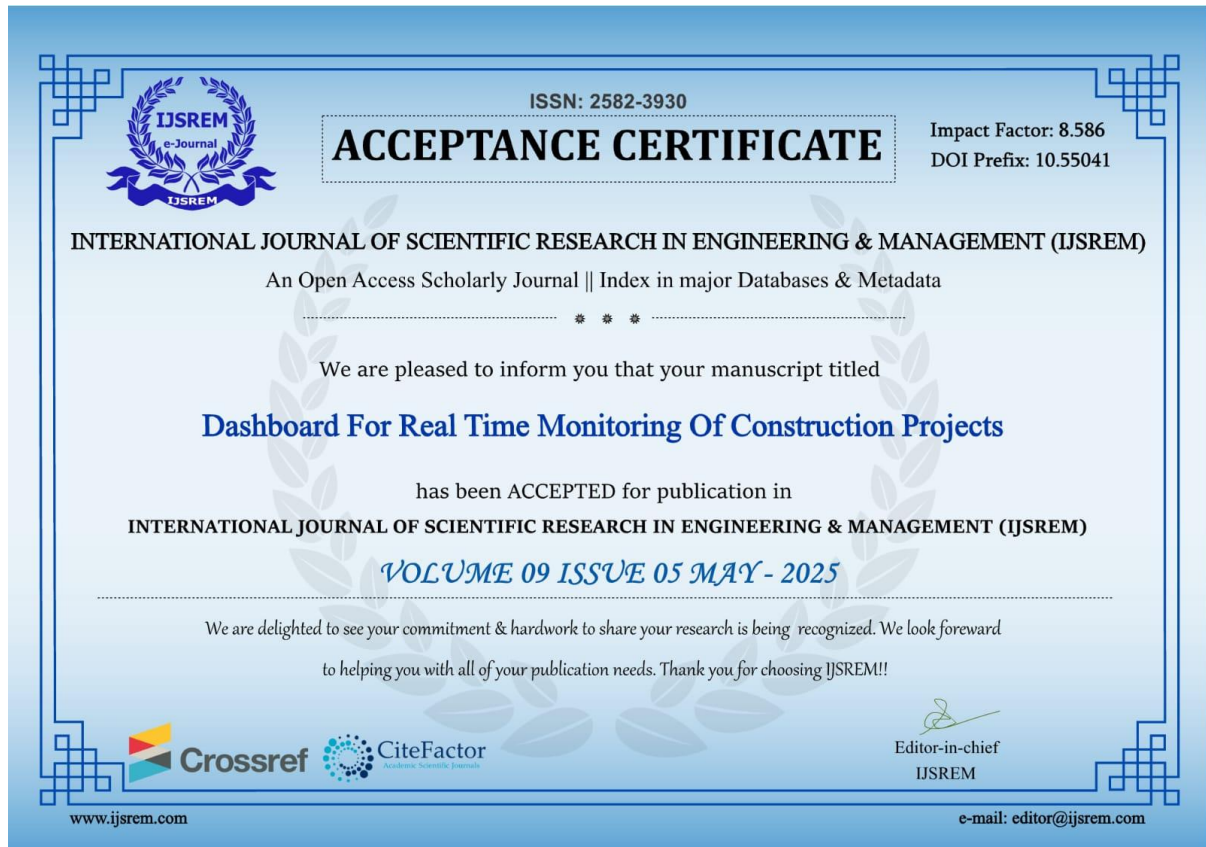 IJSREM
e-Journal
IJSREM
ISSN: 2582-3930
ACCEPTANCE CERTIFICATE
Impact Factor: 8.586
DOI Prefix: 10.55041
INTERNATIONAL JOURNAL OF SCIENTIFIC RESEARCH IN ENGINEERING & MANAGEMENT (IJSREM)
An Open Access Scholarly Journal || Index in major Databases & Metadata
We are pleased to inform you that your manuscript titled
Dashboard For Real Time Monitoring Of Construction Projects
has been ACCEPTED for publication in
INTERNATIONAL JOURNAL OF SCIENTIFIC RESEARCH IN ENGINEERING & MANAGEMENT (IJSREM)
VOLUME 09 ISSUE 05 MAY - 2025
We are delighted to see your commitment & hardwork to share your research is being recognized. We look foreward
to helping you with all of your publication needs. Thank you for choosing IJSREM!!
Crossref
CiteFactor
Academic Scientific Journals
Editor-in-chief
IJSREM
www.ijsrem.com
e-mail: editor@ijsrem.com